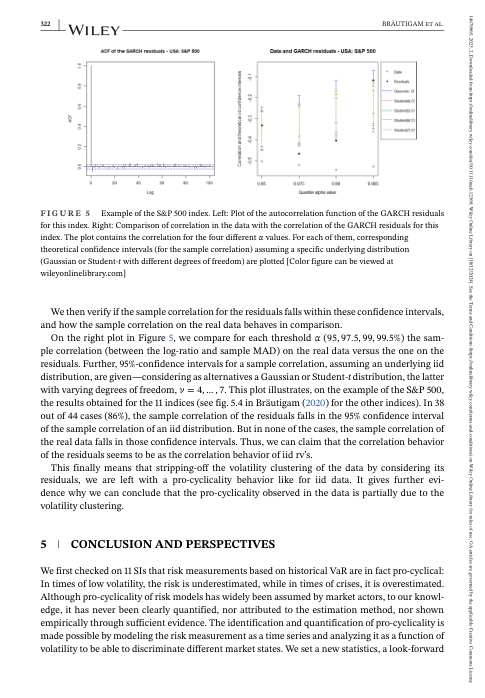 322
WILEY
BRÄUTIGAM ET AL.
ACF of the GARCH residuals - USA: S&P 500
Data and GARCH residuals - USA: S&P 500
ACF
Lag
0 20 40 60 80 100
Correlation and theoretical confidence intervals
0.95 0.975 0.99 0.995
Quantile alpha value
Data
Residuals
Gaussian CI
FIGURE 5 Example of the S&P 500 index. Left: Plot of the autocorrelation function of the GARCH residuals
for this index. Right: Comparison of correlation in the data with the correlation of the GARCH residuals for this
index. The plot contains the correlation for the four different α values. For each of them, corresponding
theoretical confidence intervals (for the sample correlation) assuming a specific underlying distribution
(Gaussian or Student-t with different degrees of freedom) are plotted [Color figure can be viewed at
wileyonlinelibrary.com]
We then verify if the sample correlation for the residuals falls within these confidence intervals,
and how the sample correlation on the real data behaves in comparison.
On the right plot in Figure 5, we compare for each threshold α (95, 97.5, 99, 99.5%) the sam-
ple correlation (between the log-ratio and sample MAD) on the real data versus the one on the
residuals. Further, 95%-confidence intervals for a sample correlation, assuming an underlying iid
distribution, are given—considering as alternatives a Gaussian or Student-t distribution, the latter
with varying degrees of freedom, ν = 4, … , 7. This plot illustrates, on the example of the S&P 500,
the results obtained for the 11 indices (see fig. 5.4 in Bräutigam (2020) for the other indices). In 38
out of 44 cases (86%), the sample correlation of the residuals falls in the 95% confidence interval
of the sample correlation of an iid distribution. But in none of the cases, the sample correlation of
the real data falls in those confidence intervals. Thus, we can claim that the correlation behavior
of the residuals seems to be as the correlation behavior of iid rv's.
This finally means that stripping-off the volatility clustering of the data by considering its
residuals, we are left with a pro-cyclicality behavior like for iid data. It gives further evi-
dence why we can conclude that the pro-cyclicality observed in the data is partially due to the
volatility clustering.
5 | CONCLUSION AND PERSPECTIVES
We first checked on 11 SIs that risk measurements based on historical VaR are in fact pro-cyclical:
In times of low volatility, the risk is underestimated, while in times of crises, it is overestimated.
Although pro-cyclicality of risk models has widely been assumed by market actors, to our knowl-
edge, it has never been clearly quantified, nor attributed to the estimation method, nor shown
empirically through sufficient evidence. The identification and quantification of pro-cyclicality is
made possible by modeling the risk measurement as a time series and analyzing it as a function of
volatility to be able to discriminate different market states. We set a new statistics, a look-forward